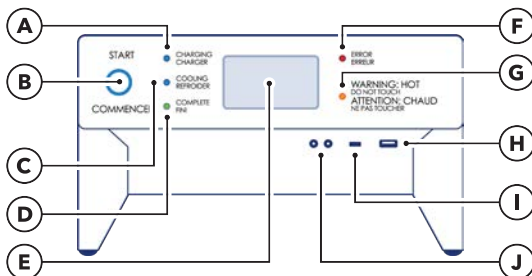 A
F
START
CHARGING
CHARGER
ERROR
ERREUR
B
G
COOLING
REFROIDER
WARNING: HOT
DO NOT TOUCH
ATTENTION: CHAUD
NE PAS TOUCHER
COMMENCER
COMPLETE
FINI
C
H
D
I
E
J